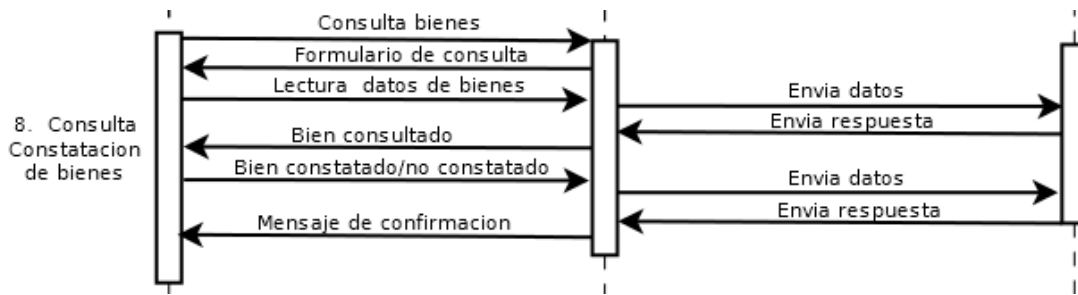 Consulta bienes
Formulario de consulta
Lectura datos de bienes
Envia datos
Envia respuesta
8. Consulta
Constatacion
de bienes
Bien consultado
Bien constatado/no constatado
Envia datos
Envia respuesta
Mensaje de confirmacion